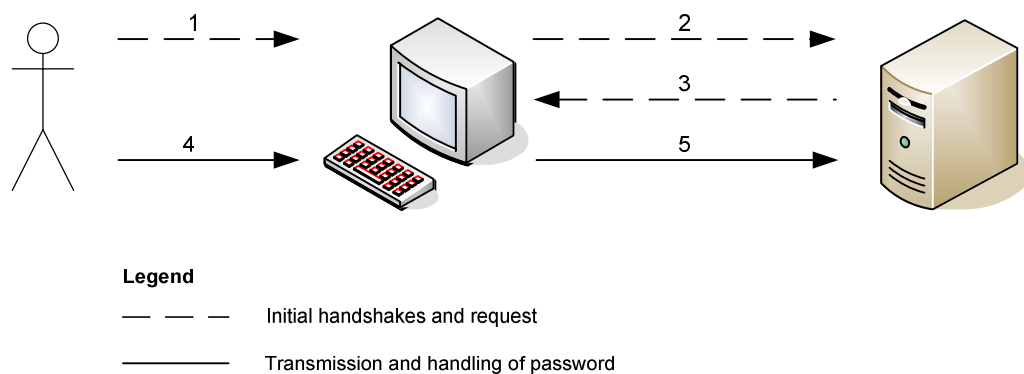 1
2
3
4
5
Legend
Initial handshakes and request
Transmission and handling of password